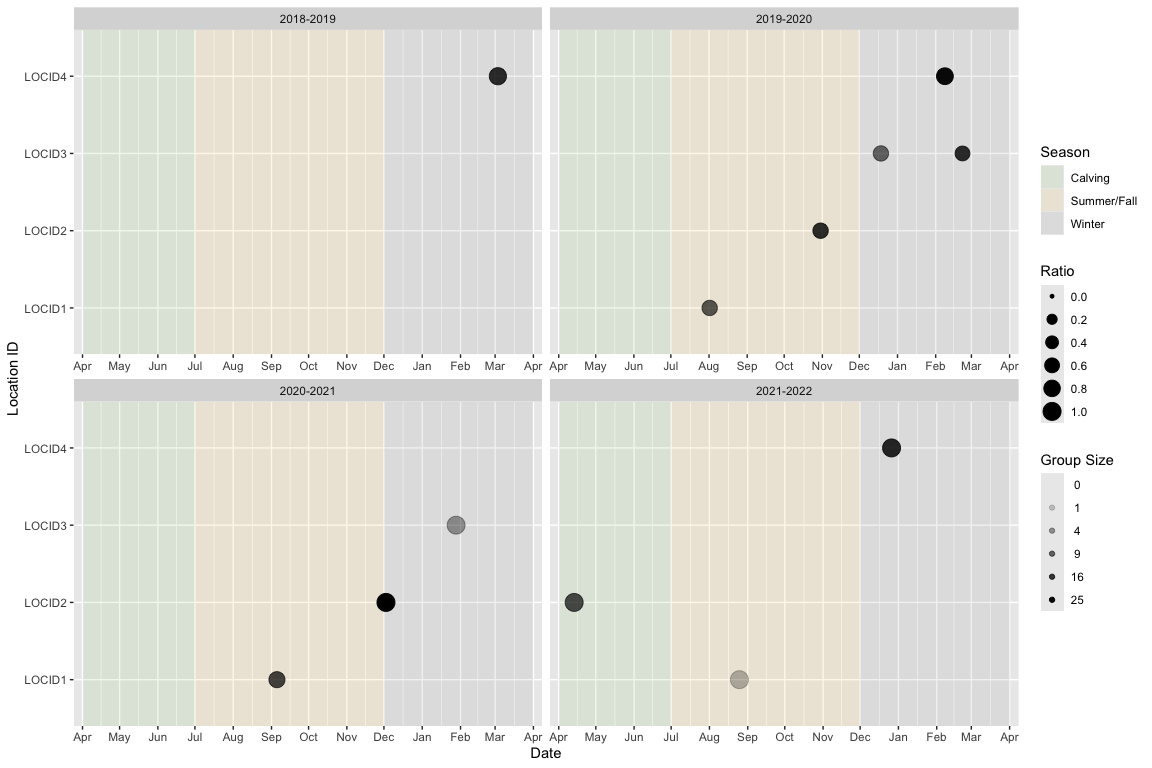 2018-2019 2019-2020
LOCID4
LOCID3
LOCID2
LOCID1
Apr May Jun Jul Aug Sep Oct Nov Dec Jan Feb Mar Apr Apr May Jun Jul Aug Sep Oct Nov Dec Jan Feb Mar Apr
2020-2021 2021-2022
LOCID4
LOCID3
LOCID2
LOCID1
Apr May Jun Jul Aug Sep Oct Nov Dec Jan Feb Mar Apr Apr May Jun Jul Aug Sep Oct Nov Dec Jan Feb Mar Apr
Location ID
Date
Season
Calving
Summer/Fall
Winter
Ratio
0.0
0.2
0.4
0.6
0.8
1.0
Group Size
0
1
4
9
16
25